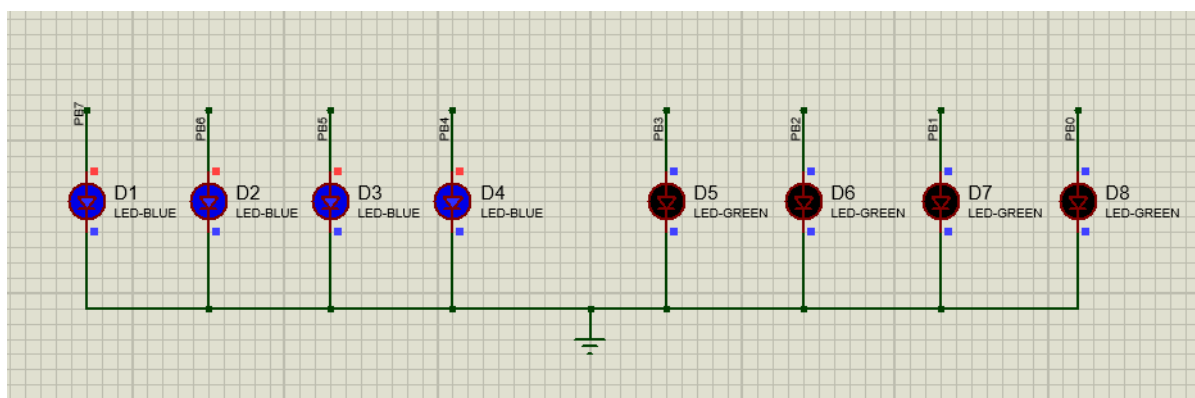 PB7
PB6
PB5
PB4
PB3
PB2
PB1
PB0
D1
LED-BLUE
D2
LED-BLUE
D3
LED-BLUE
D4
LED-BLUE
D5
LED-GREEN
D6
LED-GREEN
D7
LED-GREEN
D8
LED-GREEN